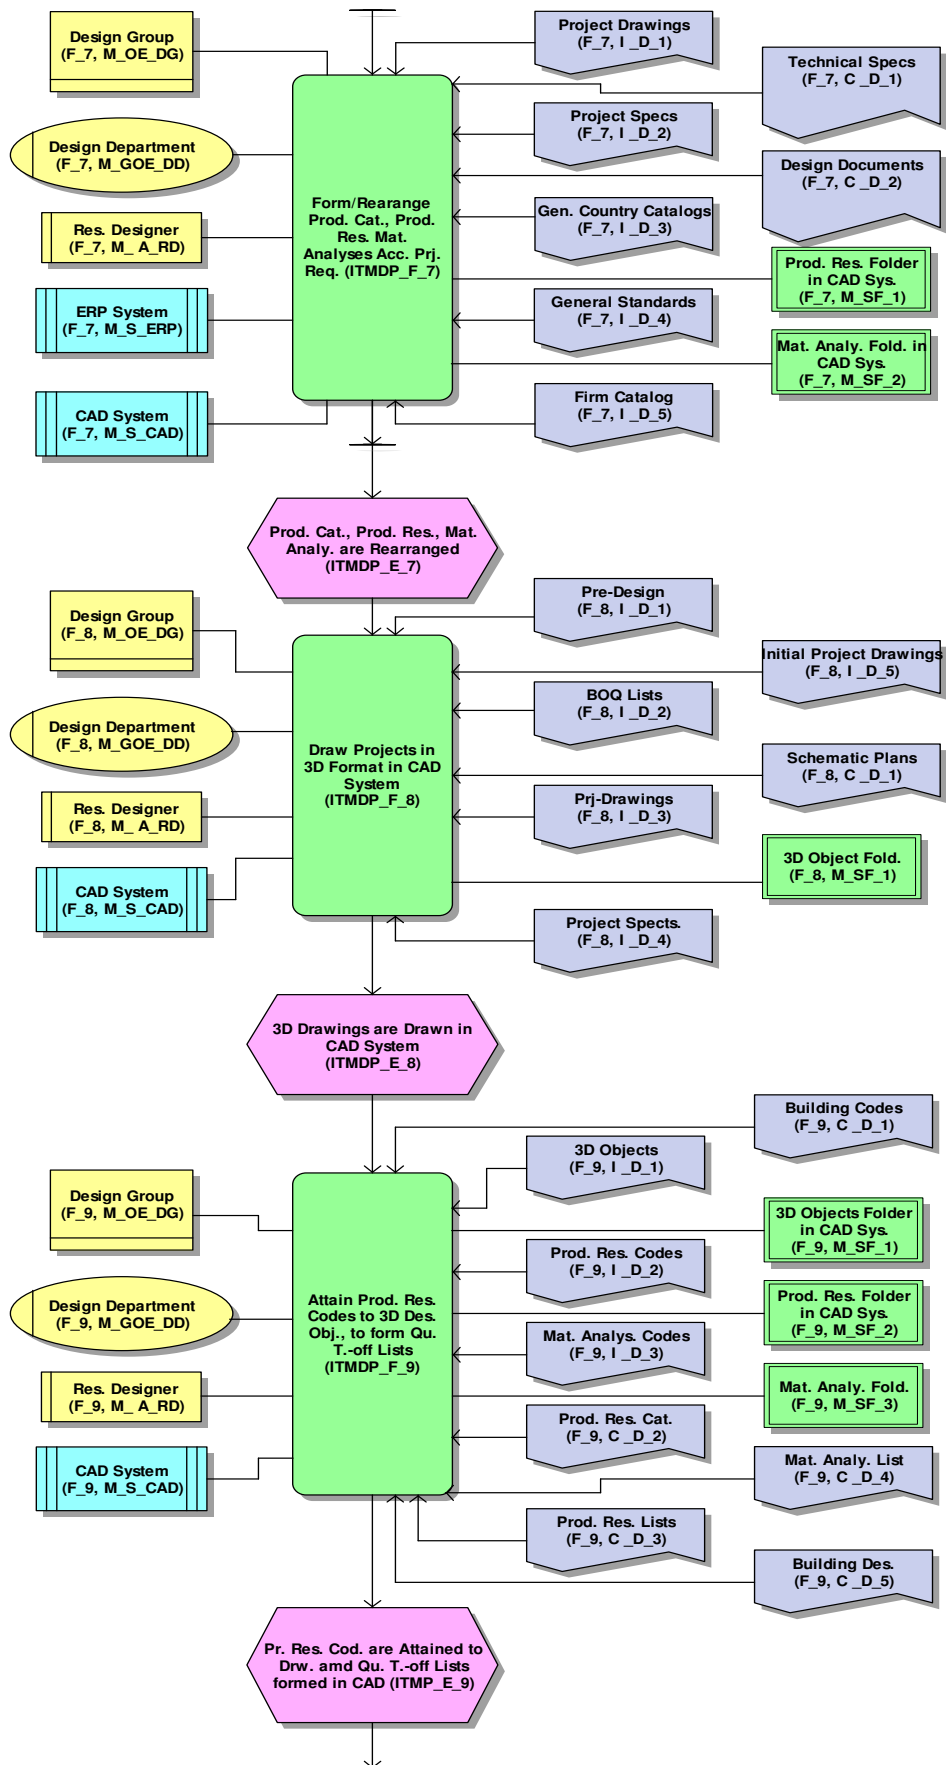 Design Group
(F_7, M_OE_DG)
Project Drawings
(F_7, I _D_1)
Technical Specs
(F_7, C _D_1)
Project Specs
(F_7, I _D_2)
Design Department
(F_7, M_GOE_DD)
Design Documents
(F_7, C _D_2)
Form/Rearange
Prod. Cat., Prod.
Res. Mat.
Analyses Acc. Prj.
Req. (ITMDP_F_7)
Res. Designer
(F_7, M_ A_RD)
Gen. Country Catalogs
(F_7, I _D_3)
Prod. Res. Folder
in CAD Sys.
(F_7, M_SF_1)
ERP System
(F_7, M_S_ERP)
General Standards
(F_7, I _D_4)
Mat. Analy. Fold. in
CAD Sys.
(F_7, M_SF_2)
CAD System
(F_7, M_S_CAD)
Firm Catalog
(F_7, I _D_5)
Prod. Cat., Prod. Res., Mat.
Analy. are Rearranged
(ITMDP_E_7)
Pre-Design
(F_8, I _D_1)
Design Group
(F_8, M_OE_DG)
Initial Project Drawings
(F_8, I _D_5)
BOQ Lists
(F_8, I _D_2)
Design Department
(F_8, M_GOE_DD)
Draw Projects in
3D Format in CAD
System
(ITMDP_F_8)
Schematic Plans
(F_8, C _D_1)
Res. Designer
(F_8, M_ A_RD)
Prj-Drawings
(F_8, I _D_3)
3D Object Fold.
(F_8, M_SF_1)
CAD System
(F_8, M_S_CAD)
Project Spects.
(F_8, I _D_4)
3D Drawings are Drawn in
CAD System
(ITMDP_E_8)
Building Codes
(F_9, C _D_1)
3D Objects
(F_9, I _D_1)
Design Group
(F_9, M_OE_DG)
3D Objects Folder
in CAD Sys.
(F_9, M_SF_1)
Prod. Res. Codes
(F_9, I _D_2)
Design Department
(F_9, M_GOE_DD)
Attain Prod. Res.
Codes to 3D Des.
Obj., to form Qu.
T.-off Lists
(ITMDP_F_9)
Prod. Res. Folder
in CAD Sys.
(F_9, M_SF_2)
Mat. Analys. Codes
(F_9, I _D_3)
Res. Designer
(F_9, M_ A_RD)
Mat. Analy. Fold.
(F_9, M_SF_3)
Prod. Res. Cat.
(F_9, C _D_2)
CAD System
(F_9, M_S_CAD)
Mat. Analy. List
(F_9, C _D_4)
Prod. Res. Lists
(F_9, C _D_3)
Building Des.
(F_9, C _D_5)
Pr. Res. Cod. are Attained to
Drw. amd Qu. T.-off Lists
formed in CAD (ITMP_E_9)